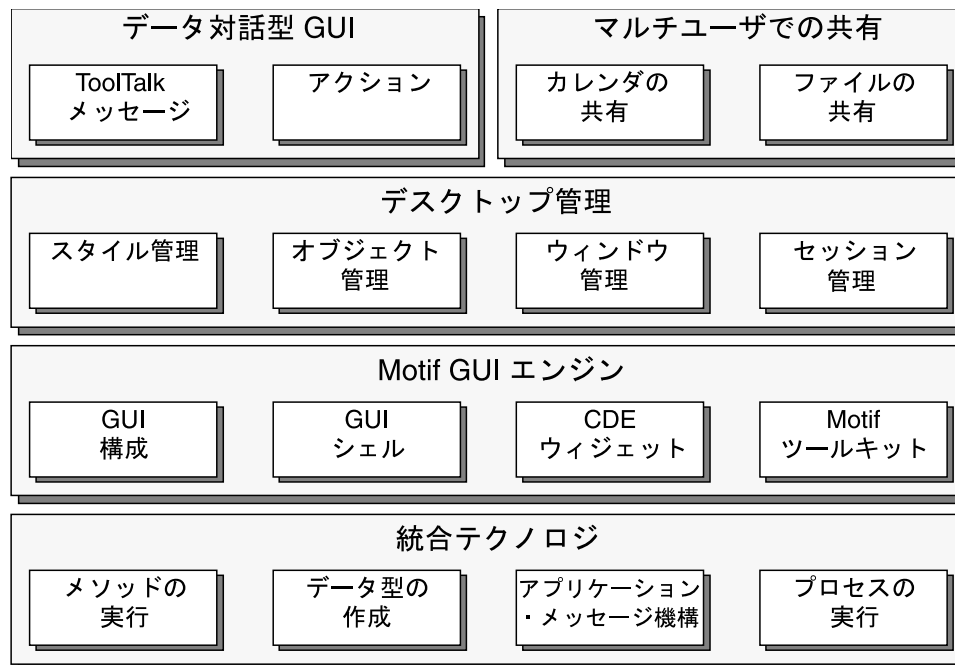 データ対話型 GUI
ToolTalk
メッセージ
アクション
マルチユーザでの共有
カレンダの
共有
ファイルの
共有
デスクトップ管理
スタイル管理
オブジェクト
管理
ウィンドウ
管理
セッション
管理
Motif GUI エンジン
GUI
構成
GUI
シェル
CDE
ウィジェット
Motif
ツールキット
統合テクノロジ
メソッドの
実行
データ型の
作成
アプリケーション
・メッセージ機構
プロセスの
実行